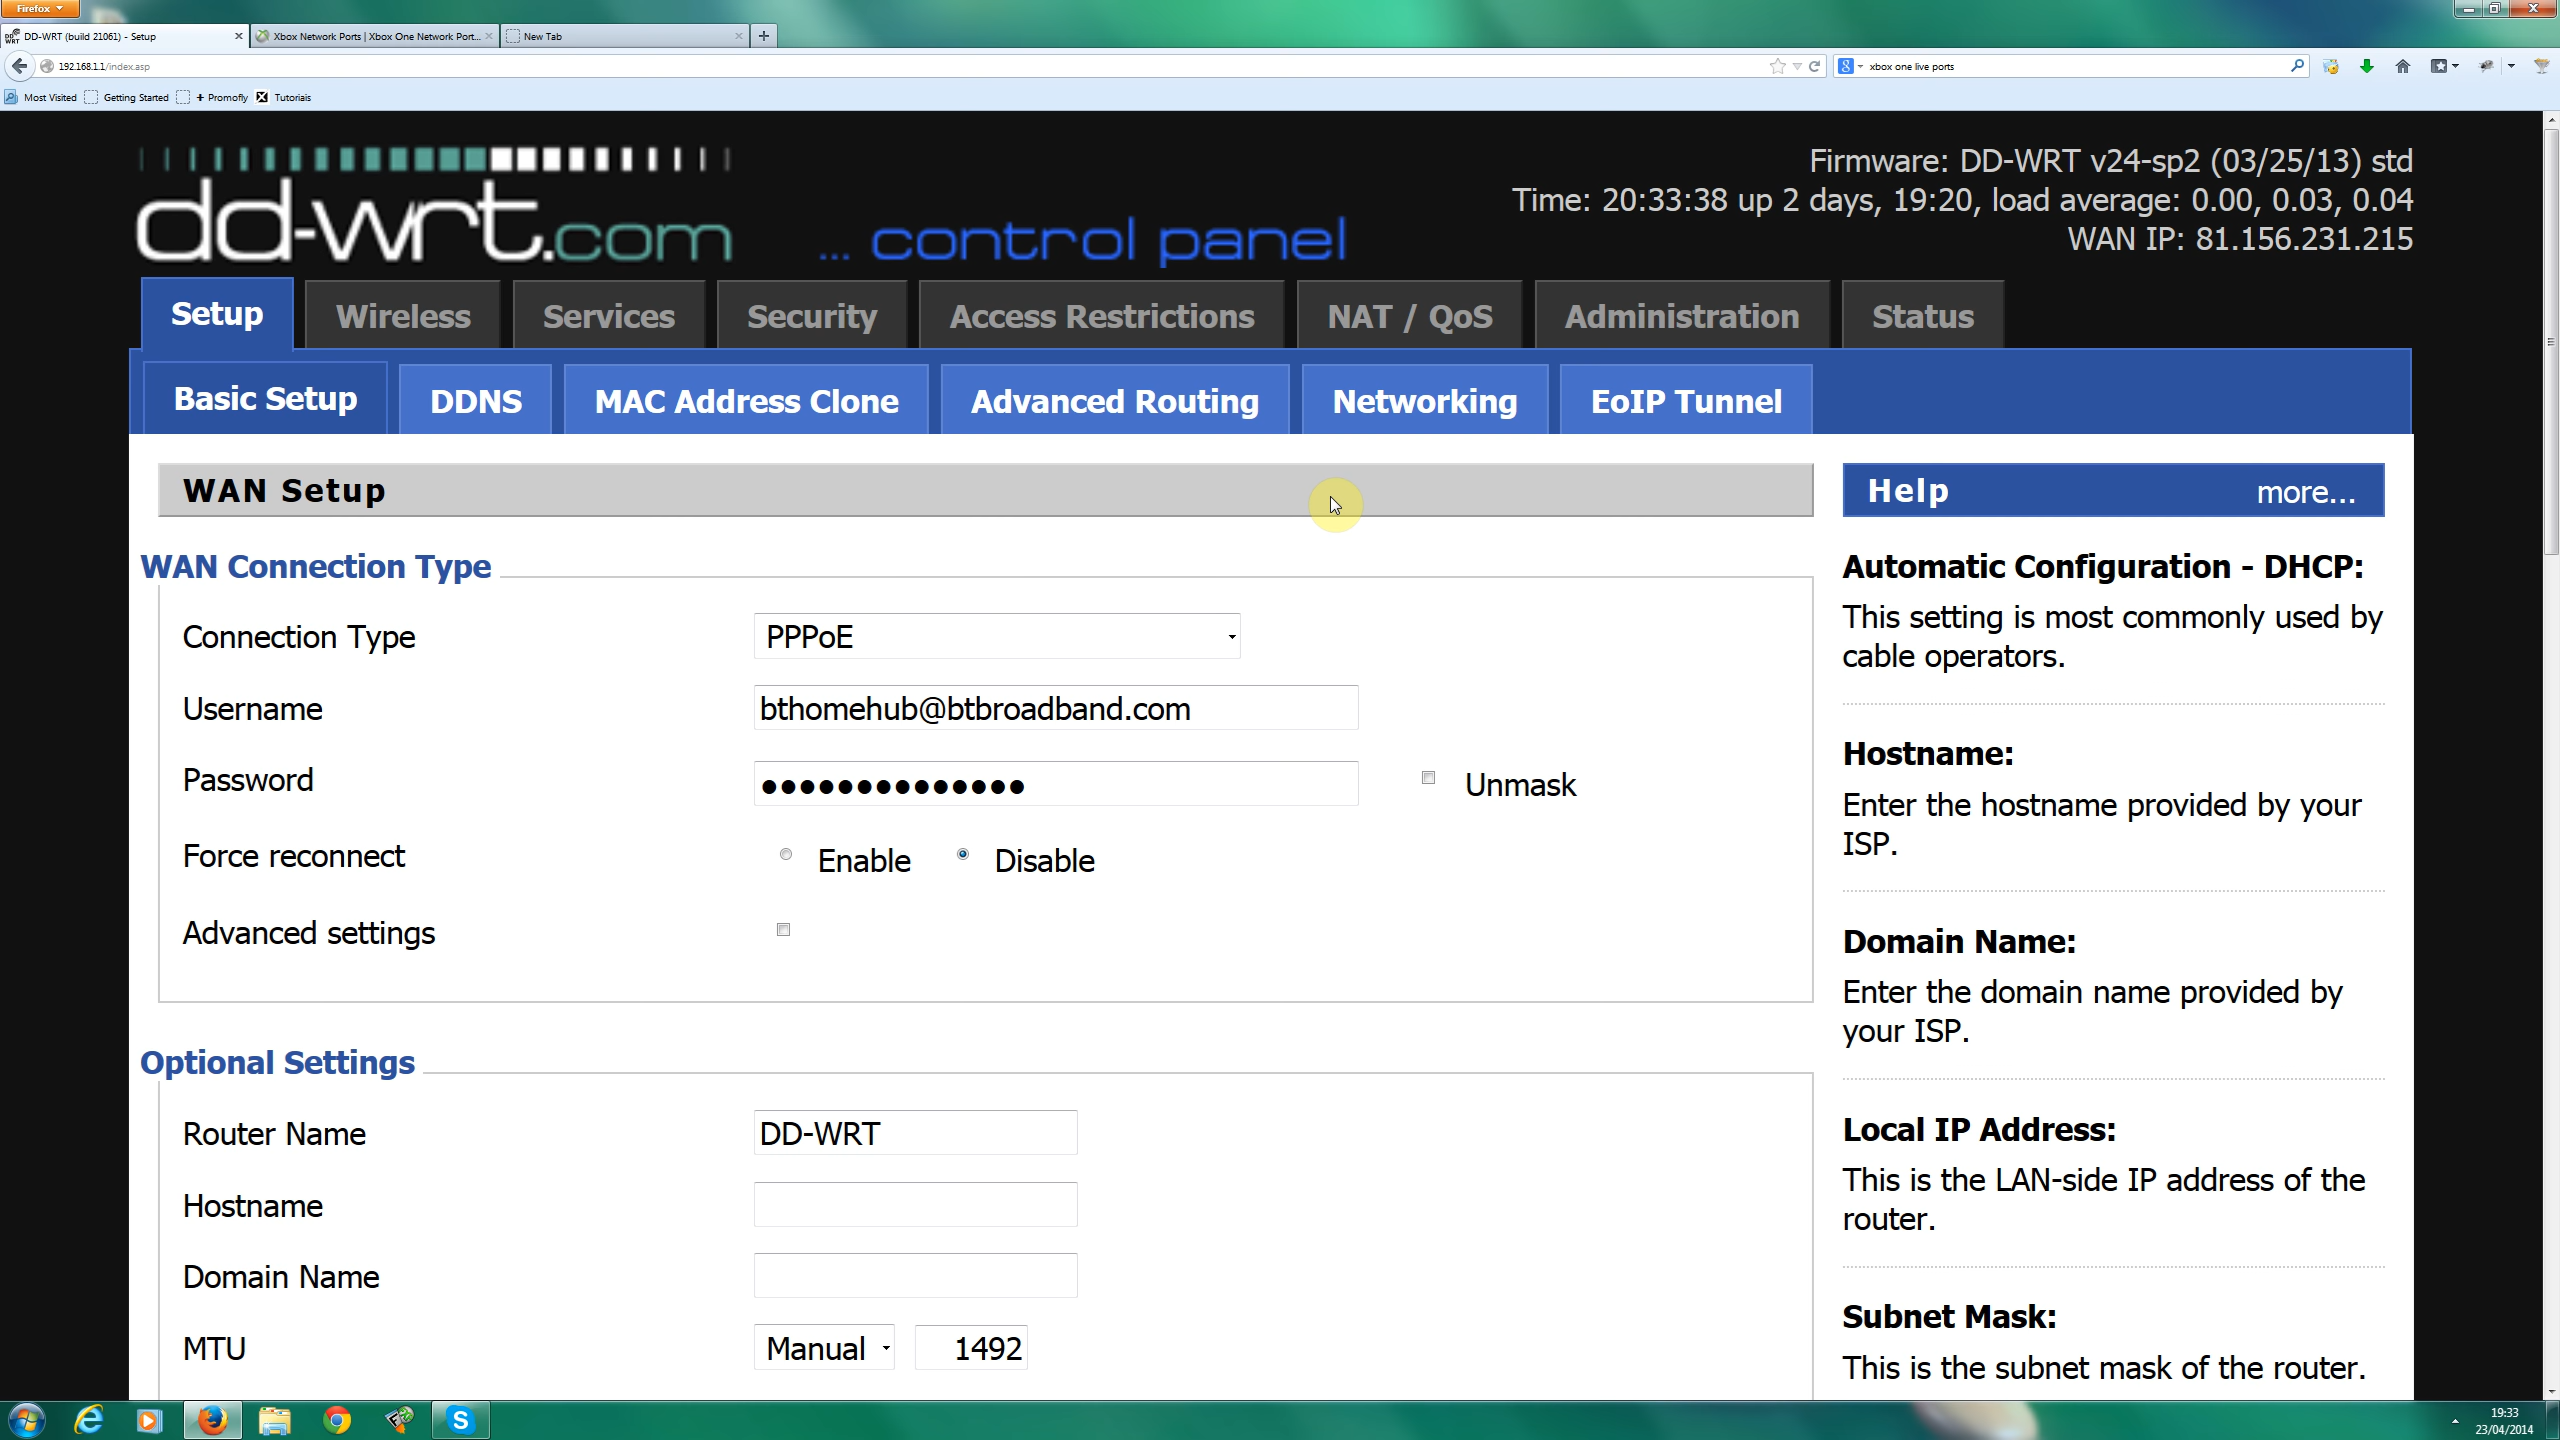 Firefox
DD-WRT (build 21061) - Setup
Xbox Network Ports | Xbox One Network Port...
New Tab
192.168.1.1/index.asp
xbox one live ports
Most Visited
Getting Started
+ Promofly
Tutorials
dd-wrt.com
... control panel
Firmware: DD-WRT v24-sp2 (03/25/13) std
Time: 20:33:38 up 2 days, 19:20, load average: 0.00, 0.03, 0.04
WAN IP: 81.156.231.215
Setup Wireless Services Security Access Restrictions NAT / QoS Administration Status
Basic Setup DDNS MAC Address Clone Advanced Routing Networking EoIP Tunnel
WAN Setup
WAN Connection Type
Connection Type PPPoE
Username bthomehub@btbroadband.com
Password ●●●●●●●●●●●●●● Unmask
Force reconnect Enable Disable
Advanced settings
Optional Settings
Router Name DD-WRT
Hostname
Domain Name
MTU Manual 1492
Help more...
Automatic Configuration - DHCP:
This setting is most commonly used by
cable operators.
Hostname:
Enter the hostname provided by your
ISP.
Domain Name:
Enter the domain name provided by
your ISP.
Local IP Address:
This is the LAN-side IP address of the
router.
Subnet Mask:
This is the subnet mask of the router.
19:33
23/04/2014